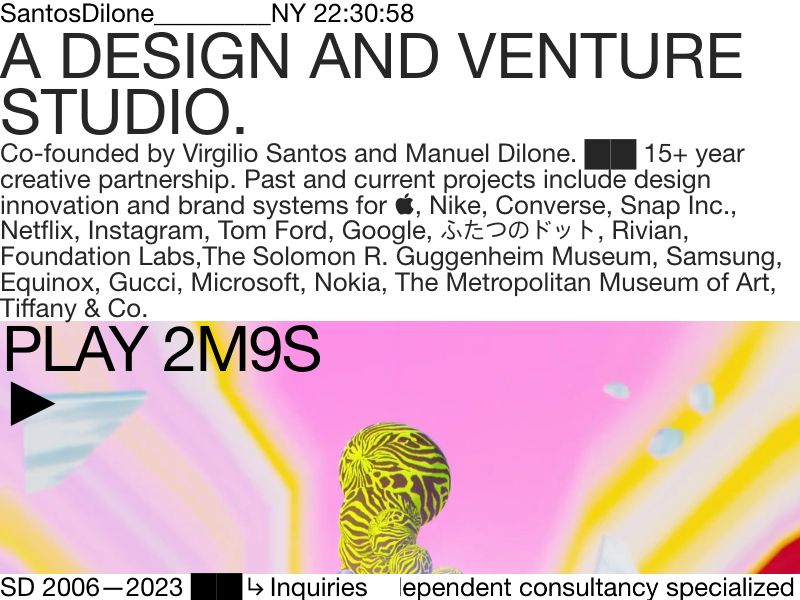 SantosDilone_________NY 22:30:58
A DESIGN AND VENTURE
STUDIO.
Co-founded by Virgilio Santos and Manuel Dilone. ██ 15+ year
creative partnership. Past and current projects include design
innovation and brand systems for , Nike, Converse, Snap Inc.,
Netflix, Instagram, Tom Ford, Google, ふたつのドット, Rivian,
Foundation Labs,The Solomon R. Guggenheim Museum, Samsung,
Equinox, Gucci, Microsoft, Nokia, The Metropolitan Museum of Art,
Tiffany & Co.
PLAY 2M9S
SD 2006—2023 ██↳ Inquiries ependent consultancy specialized